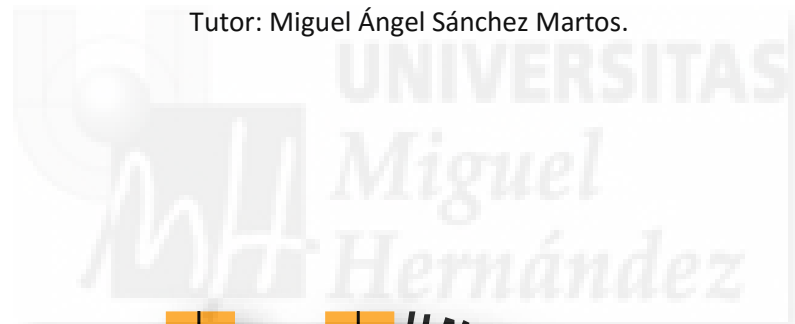 Tutor: Miguel Ángel Sánchez Martos.
UNIVERSITAS
Miguel
Hernández